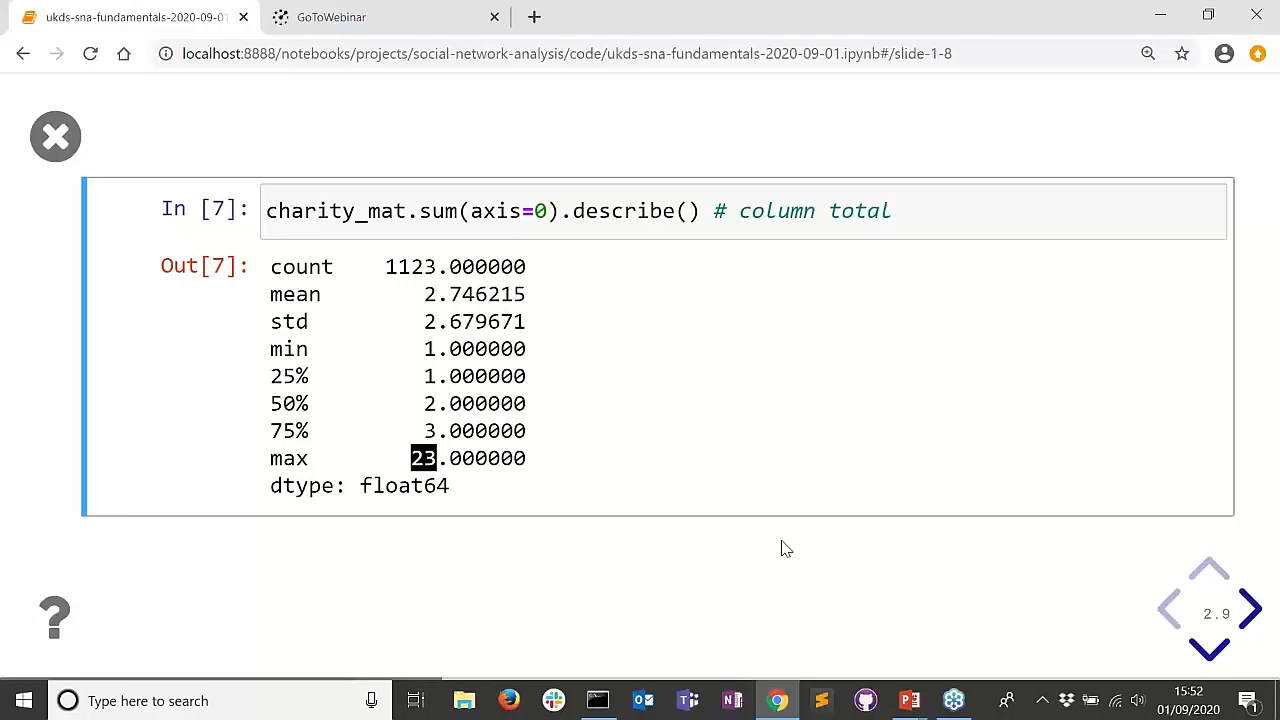 ukds-sna-fundamentals-2020-09-01
GoToWebinar
localhost:8888/notebooks/projects/social-network-analysis/code/ukds-sna-fundamentals-2020-09-01.ipynb#/slide-1-8
In [7]: charity_mat.sum(axis=0).describe() # column total
Out[7]: count 1123.000000
mean 2.746215
std 2.679671
min 1.000000
25% 1.000000
50% 2.000000
75% 3.000000
max 23.000000
dtype: float64
?
2.9
Type here to search
15:52
01/09/2020
1